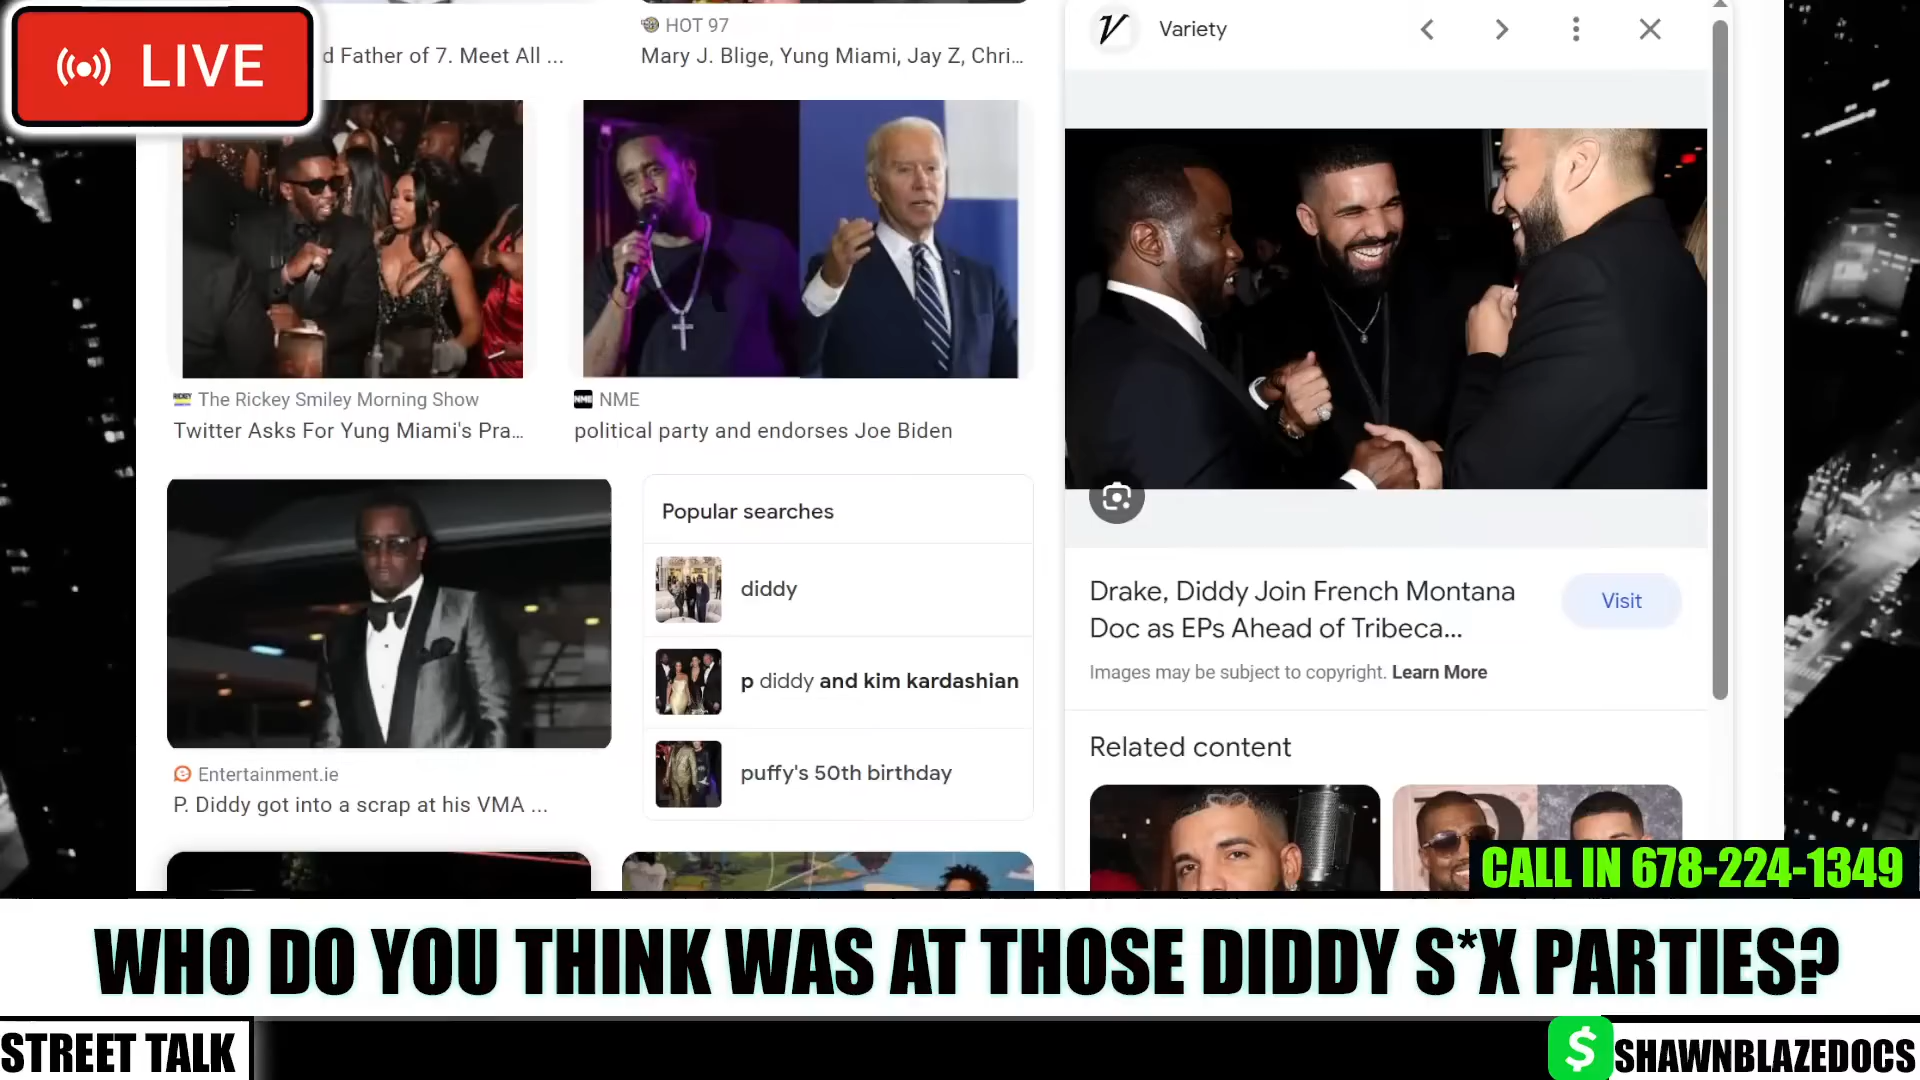 LIVE
d Father of 7. Meet All ...
HOT 97
Mary J. Blige, Yung Miami, Jay Z, Chri...
The Rickey Smiley Morning Show
Twitter Asks For Yung Miami's Pra...
NME
NME
political party and endorses Joe Biden
Entertainment.ie
P. Diddy got into a scrap at his VMA ...
Popular searches
diddy
p diddy and kim kardashian
puffy's 50th birthday
V
Variety
Drake, Diddy Join French Montana
Doc as EPs Ahead of Tribeca...
Visit
Images may be subject to copyright. Learn More
Related content
CALL IN 678-224-1349
WHO DO YOU THINK WAS AT THOSE DIDDY S*X PARTIES?
STREET TALK
$ SHAWNBLAZEDOCS